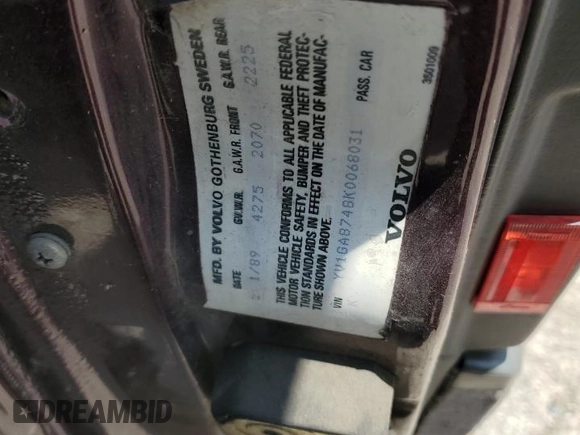 MFD. BY VOLVO GOTHENBURG SWEDEN
DATE G.V.W.R. G.A.W.R. FRONT G.A.W.R. REAR
1/89 4275 2070 2225
THIS VEHICLE CONFORMS TO ALL APPLICABLE FEDERAL
MOTOR VEHICLE SAFETY, BUMPER AND THEFT PROTEC-
TION STANDARDS IN EFFECT ON THE DATE OF MANUFAC-
TURE SHOWN ABOVE.
VIN YV1GA8748K0068031 PASS. CAR
VOLVO
3501009
DREAMBID